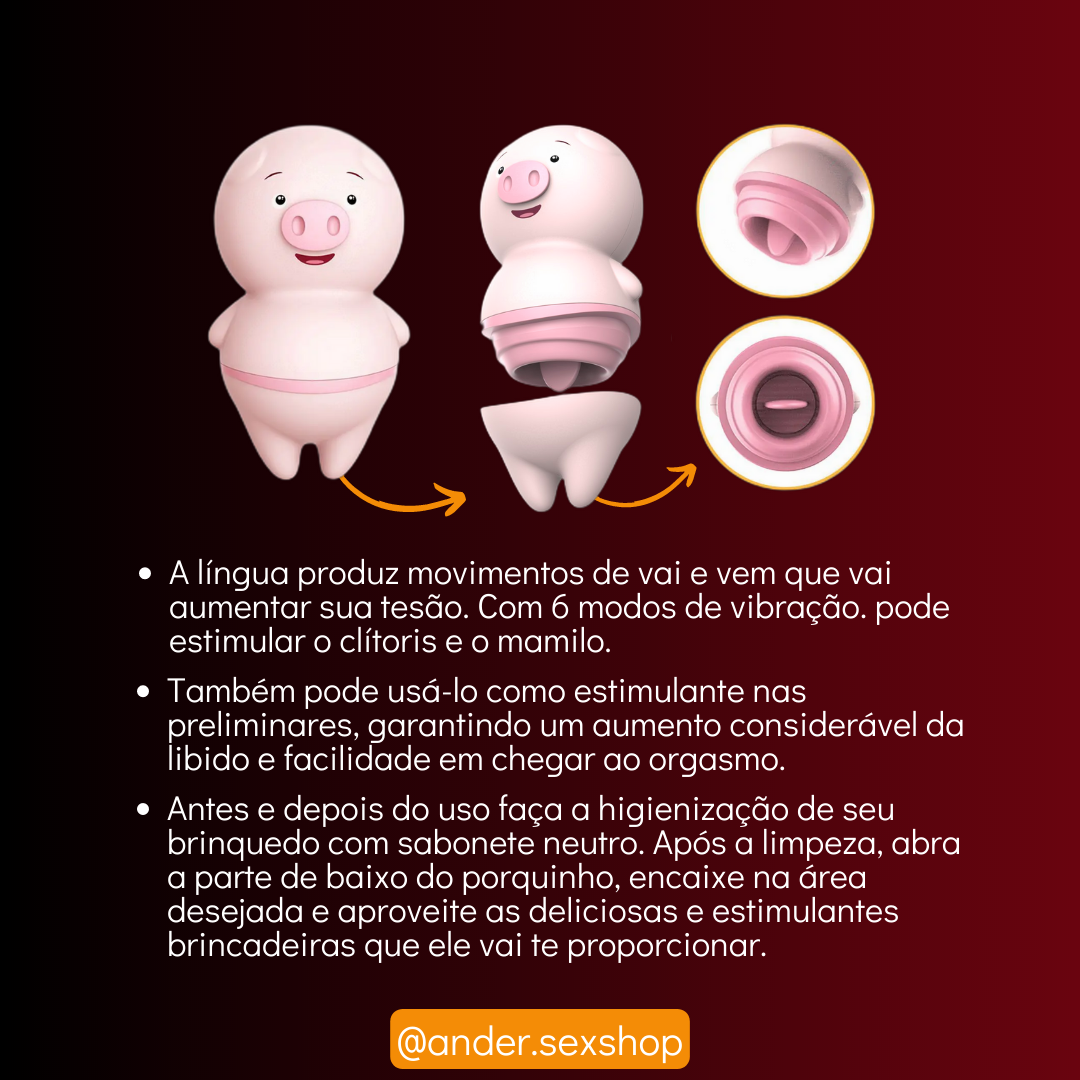 • A língua produz movimentos de vai e vem que vai
aumentar sua tesão. Com 6 modos de vibração. pode
estimular o clítoris e o mamilo.
• Também pode usá-lo como estimulante nas
preliminares, garantindo um aumento considerável da
libido e facilidade em chegar ao orgasmo.
• Antes e depois do uso faça a higienização de seu
brinquedo com sabonete neutro. Após a limpeza, abra
a parte de baixo do porquinho, encaixe na área
desejada e aproveite as deliciosas e estimulantes
brincadeiras que ele vai te proporcionar.
@ander.sexshop